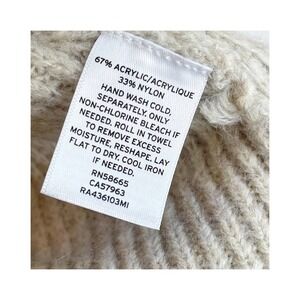 67% ACRYLIC/ACRYLIQUE
33% NYLON
HAND WASH COLD,
SEPARATELY, ONLY
NON-CHLORINE BLEACH IF
NEEDED, ROLL IN TOWEL
TO REMOVE EXCESS
MOISTURE, RESHAPE, LAY
FLAT TO DRY, COOL IRON
IF NEEDED.
RN58665
CA57963
RA436103MI